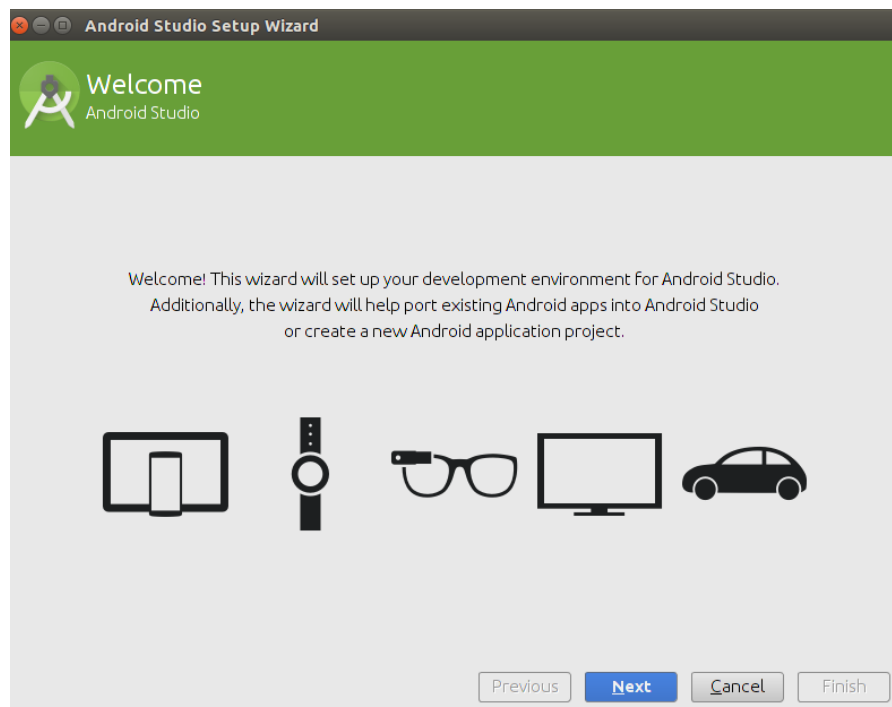 Android Studio Setup Wizard
Welcome
Android Studio
Welcome! This wizard will set up your development environment for Android Studio.
Additionally, the wizard will help port existing Android apps into Android Studio
or create a new Android application project.
Previous Next Cancel Finish